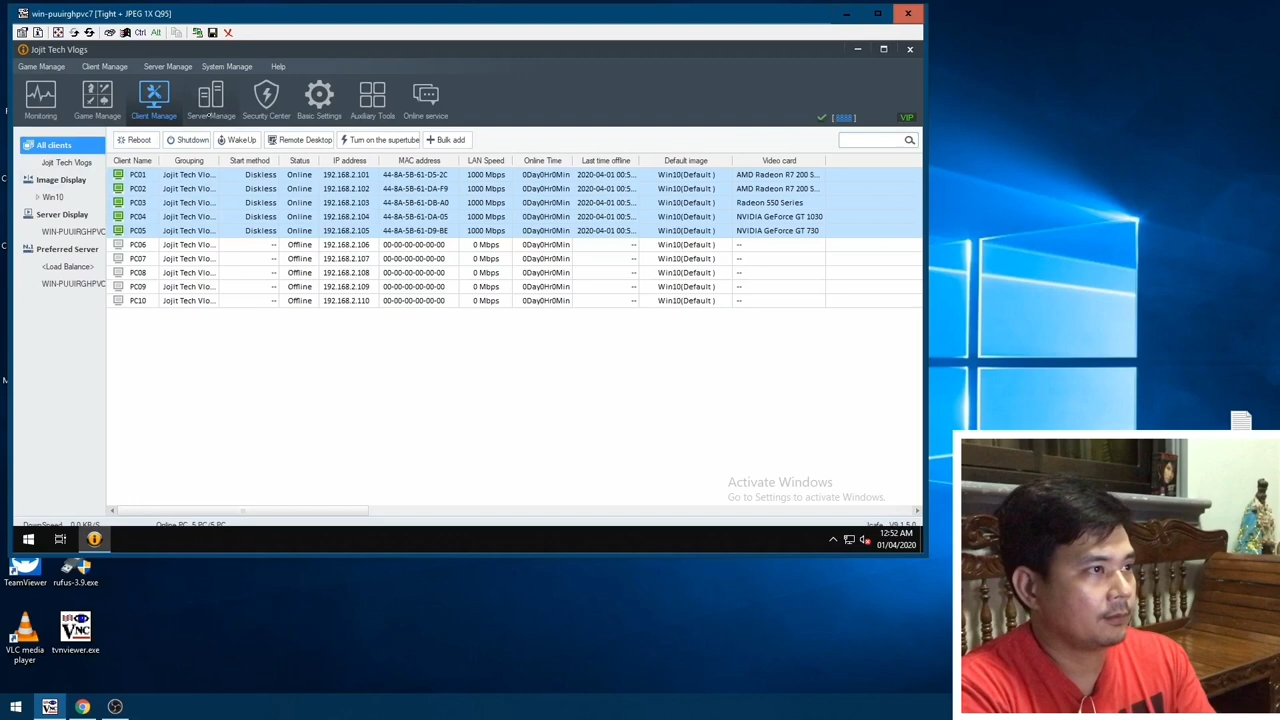 win-puuirghpvc7 [Tight + JPEG 1X Q95]
Ctrl Alt
Jojit Tech Vlogs
Game Manage Client Manage Server Manage System Manage Help
Monitoring Game Manage Client Manage Server Manage Security Center Basic Settings Auxiliary Tools Online service
[ 8888 ] VIP
All clients
Jojit Tech Vlogs
Image Display
Win10
Server Display
WIN-PUUIRGHPVC
Preferred Server
<Load Balance>
WIN-PUUIRGHPVC
Reboot Shutdown WakeUp Remote Desktop Turn on the supertube Bulk add
Client Name Grouping Start method Status IP address MAC address LAN Speed Online Time Last time offline Default image Video card
PC01 Jojit Tech Vlo... Diskless Online 192.168.2.101 44-8A-5B-61-D5-2C 1000 Mbps 0Day0Hr0Min 2020-04-01 00:5... Win10(Default ) AMD Radeon R7 200 S...
PC02 Jojit Tech Vlo... Diskless Online 192.168.2.102 44-8A-5B-61-DA-F9 1000 Mbps 0Day0Hr0Min 2020-04-01 00:5... Win10(Default ) AMD Radeon R7 200 S...
PC03 Jojit Tech Vlo... Diskless Online 192.168.2.103 44-8A-5B-61-DB-A0 1000 Mbps 0Day0Hr0Min 2020-04-01 00:5... Win10(Default ) Radeon 550 Series
PC04 Jojit Tech Vlo... Diskless Online 192.168.2.104 44-8A-5B-61-DA-05 1000 Mbps 0Day0Hr0Min 2020-04-01 00:5... Win10(Default ) NVIDIA GeForce GT 1030
PC05 Jojit Tech Vlo... Diskless Online 192.168.2.105 44-8A-5B-61-D9-BE 1000 Mbps 0Day0Hr0Min 2020-04-01 00:5... Win10(Default ) NVIDIA GeForce GT 730
PC06 Jojit Tech Vlo... -- Offline 192.168.2.106 00-00-00-00-00-00 0 Mbps 0Day0Hr0Min -- Win10(Default ) --
PC07 Jojit Tech Vlo... -- Offline 192.168.2.107 00-00-00-00-00-00 0 Mbps 0Day0Hr0Min -- Win10(Default ) --
PC08 Jojit Tech Vlo... -- Offline 192.168.2.108 00-00-00-00-00-00 0 Mbps 0Day0Hr0Min -- Win10(Default ) --
PC09 Jojit Tech Vlo... -- Offline 192.168.2.109 00-00-00-00-00-00 0 Mbps 0Day0Hr0Min -- Win10(Default ) --
PC10 Jojit Tech Vlo... -- Offline 192.168.2.110 00-00-00-00-00-00 0 Mbps 0Day0Hr0Min -- Win10(Default ) --
Activate Windows
Go to Settings to activate Windows.
DownSpeed 0.0 KB/S Online PC 5 PC/5 PC
12:52 AM
01/04/2020
TeamViewer rufus-3.9.exe
VLC media player
VNC
tvnviewer.exe